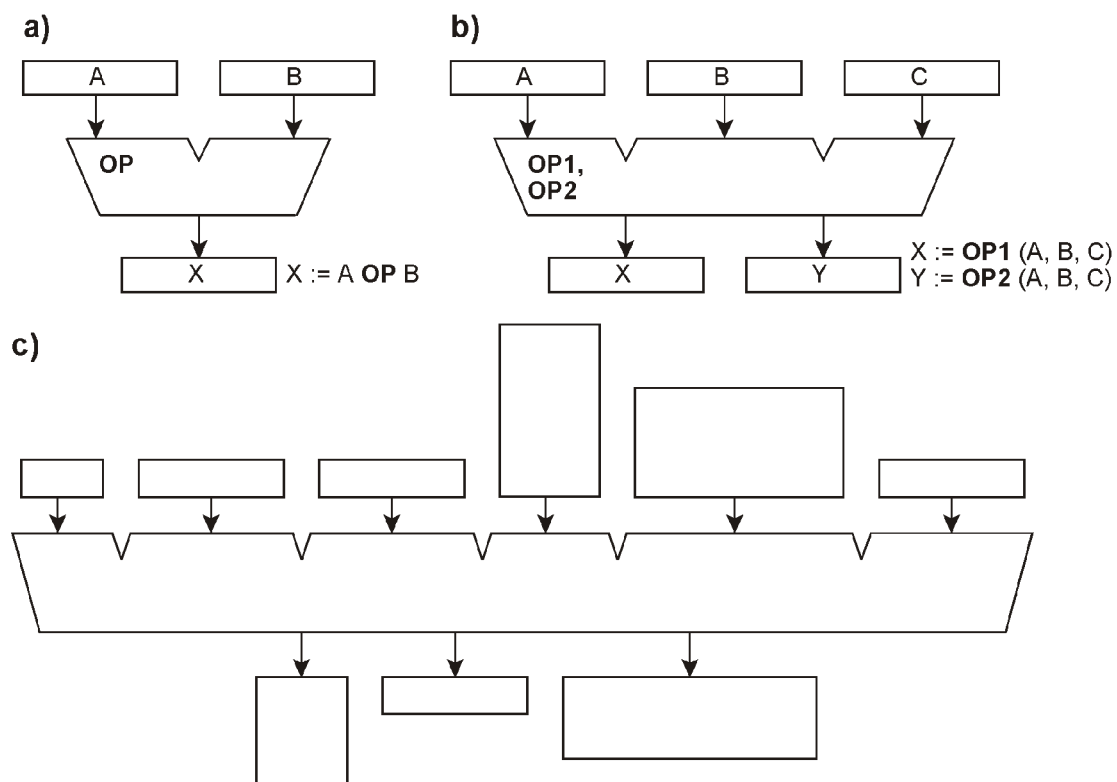 a)
b)
A
B
A
B
C
OP
OP1,
OP2
X
X := A OP B
X
Y
X := OP1 (A, B, C)
Y := OP2 (A, B, C)
c)